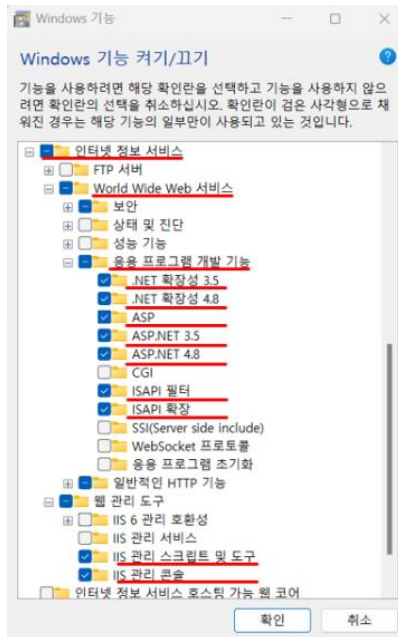 Windows 기능
Windows 기능 켜기/끄기
기능을 사용하려면 해당 확인란을 선택하고 기능을 사용하지 않으
려면 확인란의 선택을 취소하십시오. 확인란이 검은 사각형으로 채
워진 경우는 해당 기능의 일부만이 사용되고 있는 것입니다.
인터넷 정보 서비스
FTP 서버
World Wide Web 서비스
보안
상태 및 진단
성능 기능
응용 프로그램 개발 기능
.NET 확장성 3.5
.NET 확장성 4.8
ASP
ASP.NET 3.5
ASP.NET 4.8
CGI
ISAPI 필터
ISAPI 확장
SSI(Server side include)
WebSocket 프로토콜
응용 프로그램 초기화
일반적인 HTTP 기능
웹 관리 도구
IIS 6 관리 호환성
IIS 관리 서비스
IIS 관리 스크립트 및 도구
IIS 관리 콘솔
인터넷 정보 서비스 호스팅 가능 웹 코어
확인 취소